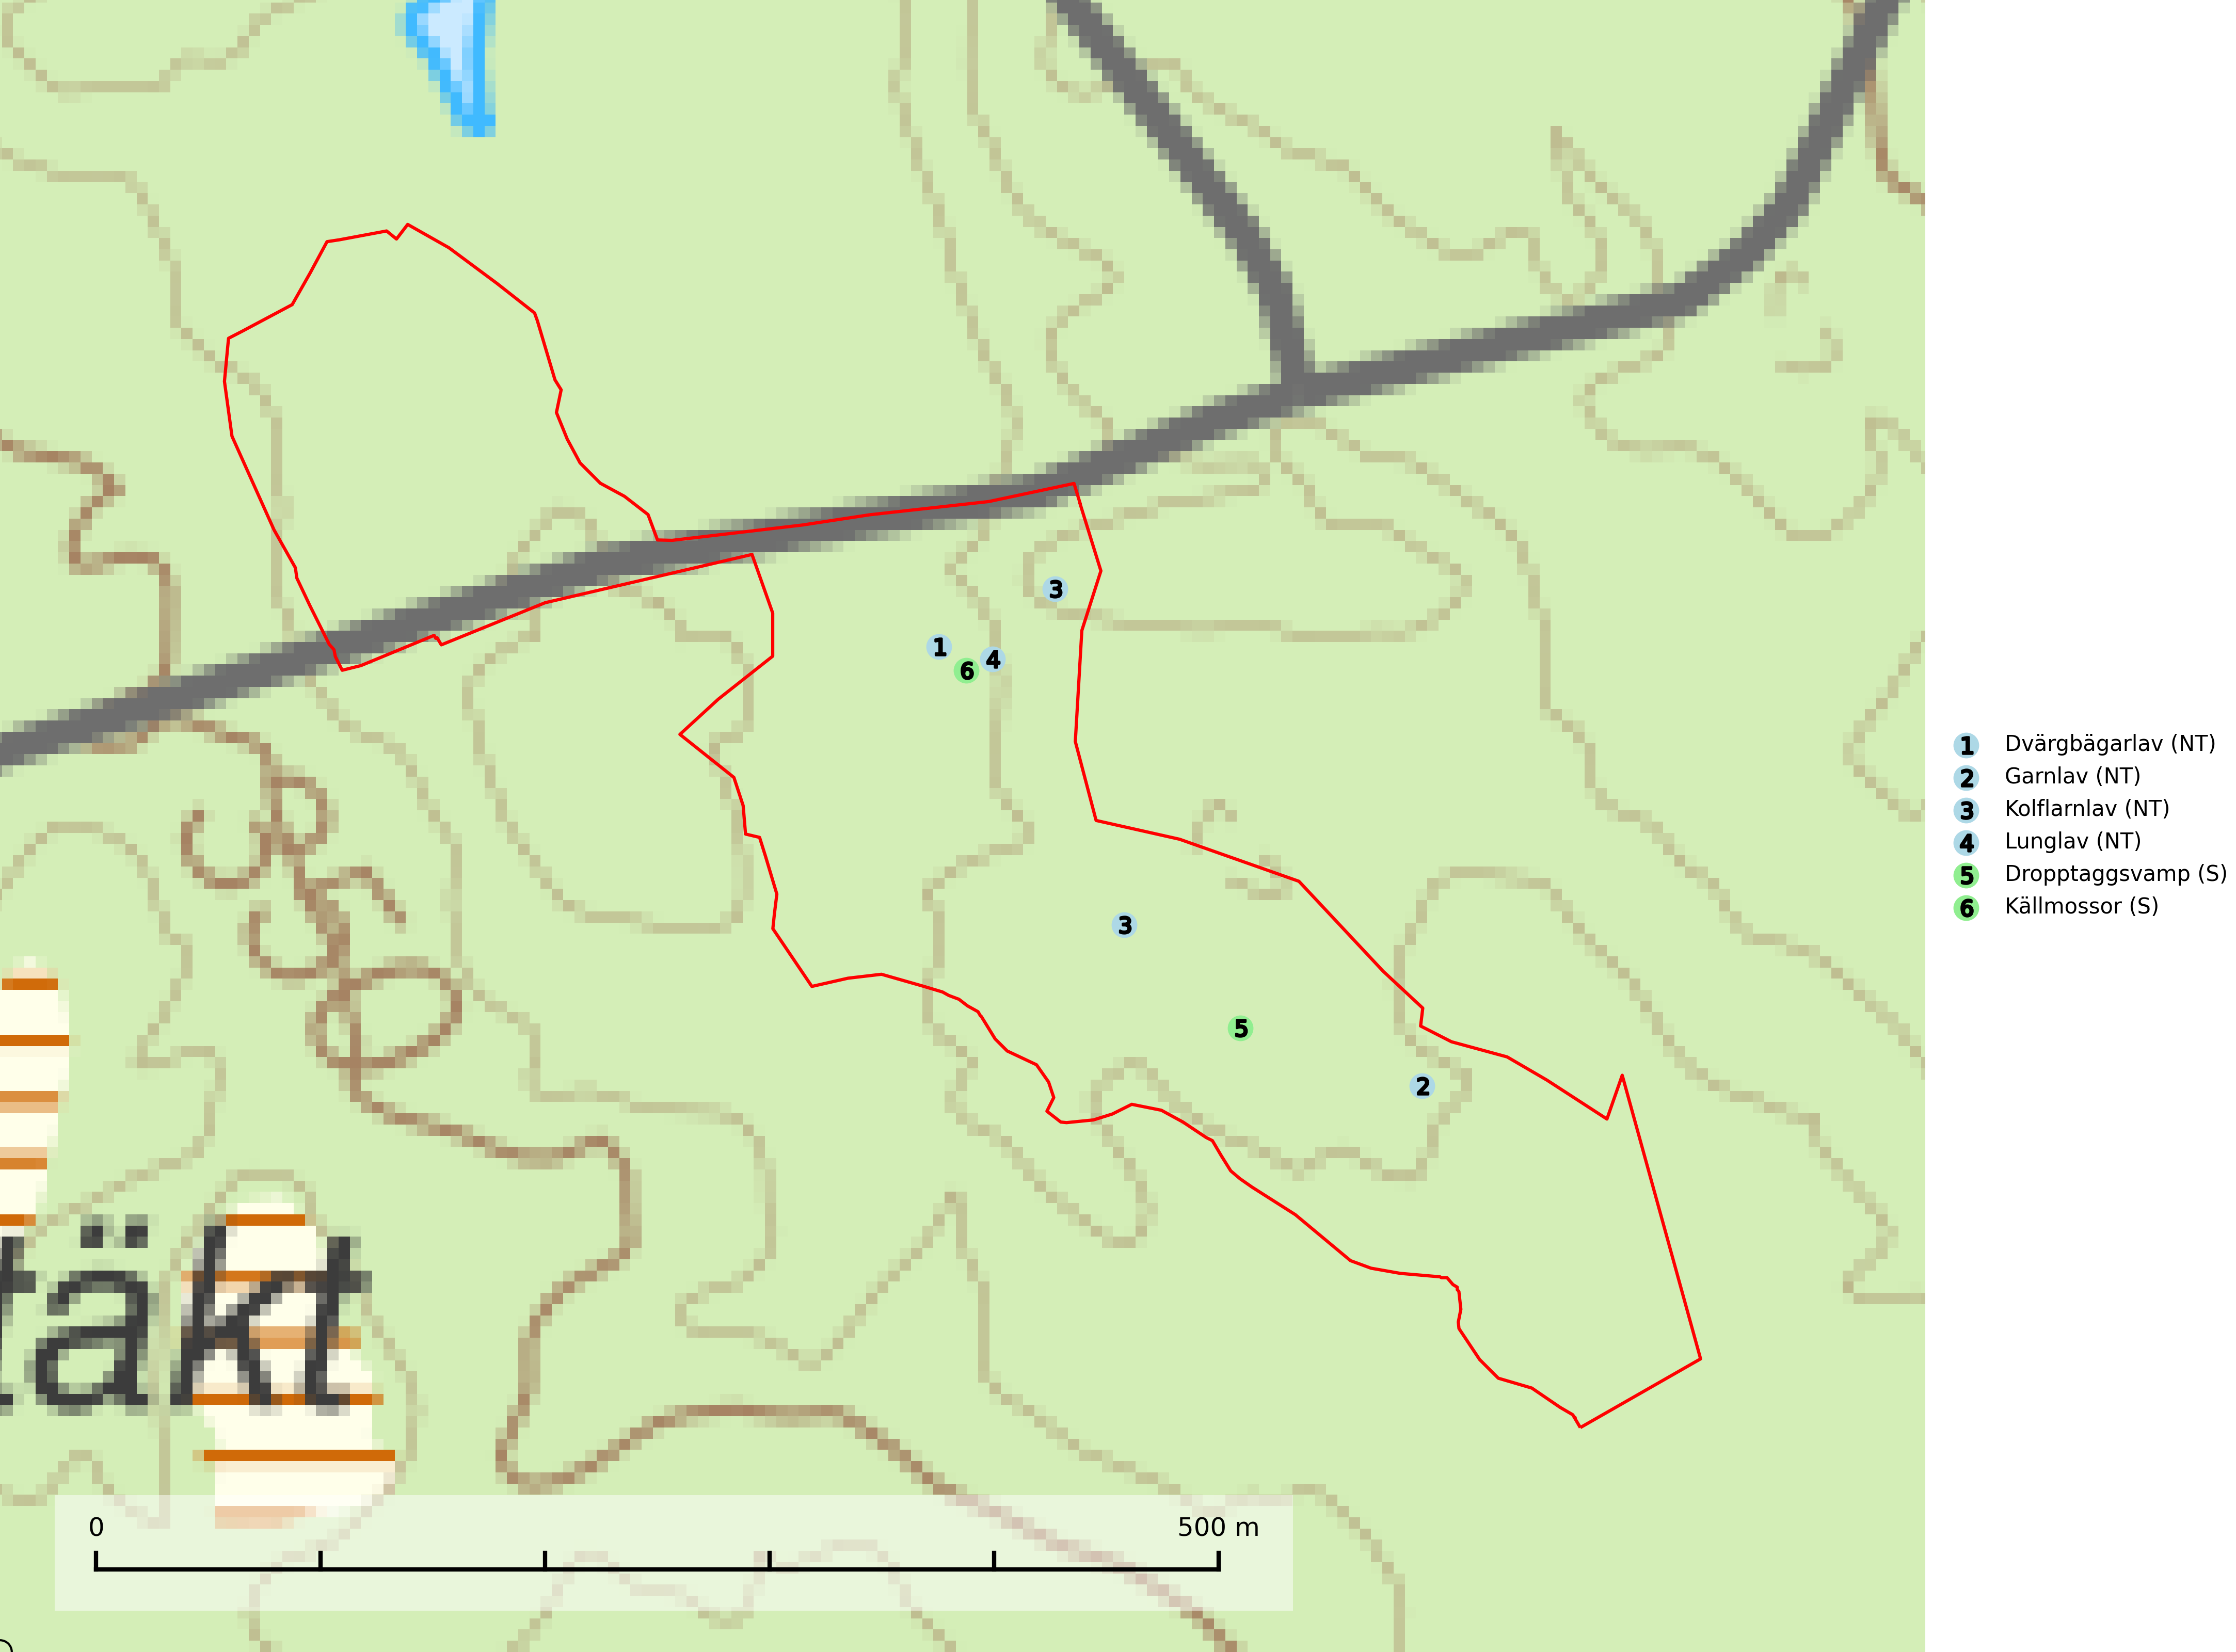 3
1
4
6
3
5
2
1 Dvärgbägarlav (NT)
2 Garnlav (NT)
3 Kolflarnlav (NT)
4 Lunglav (NT)
5 Dropptaggsvamp (S)
6 Källmossor (S)
täkt
0 500 m